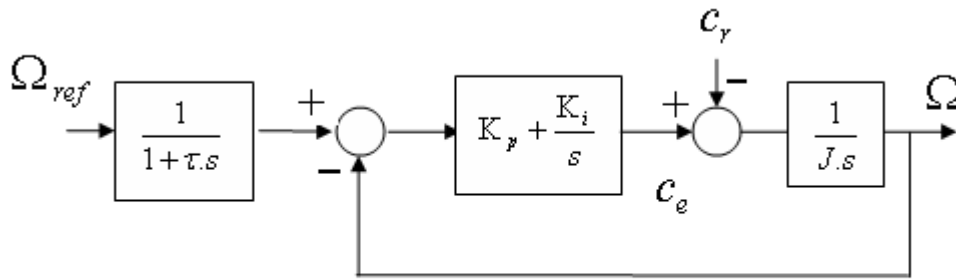 Ω_ref
1/(1+τ.s)
+
−
K_p + K_i/s
C_e
+
C_r
−
1/(J.s)
Ω